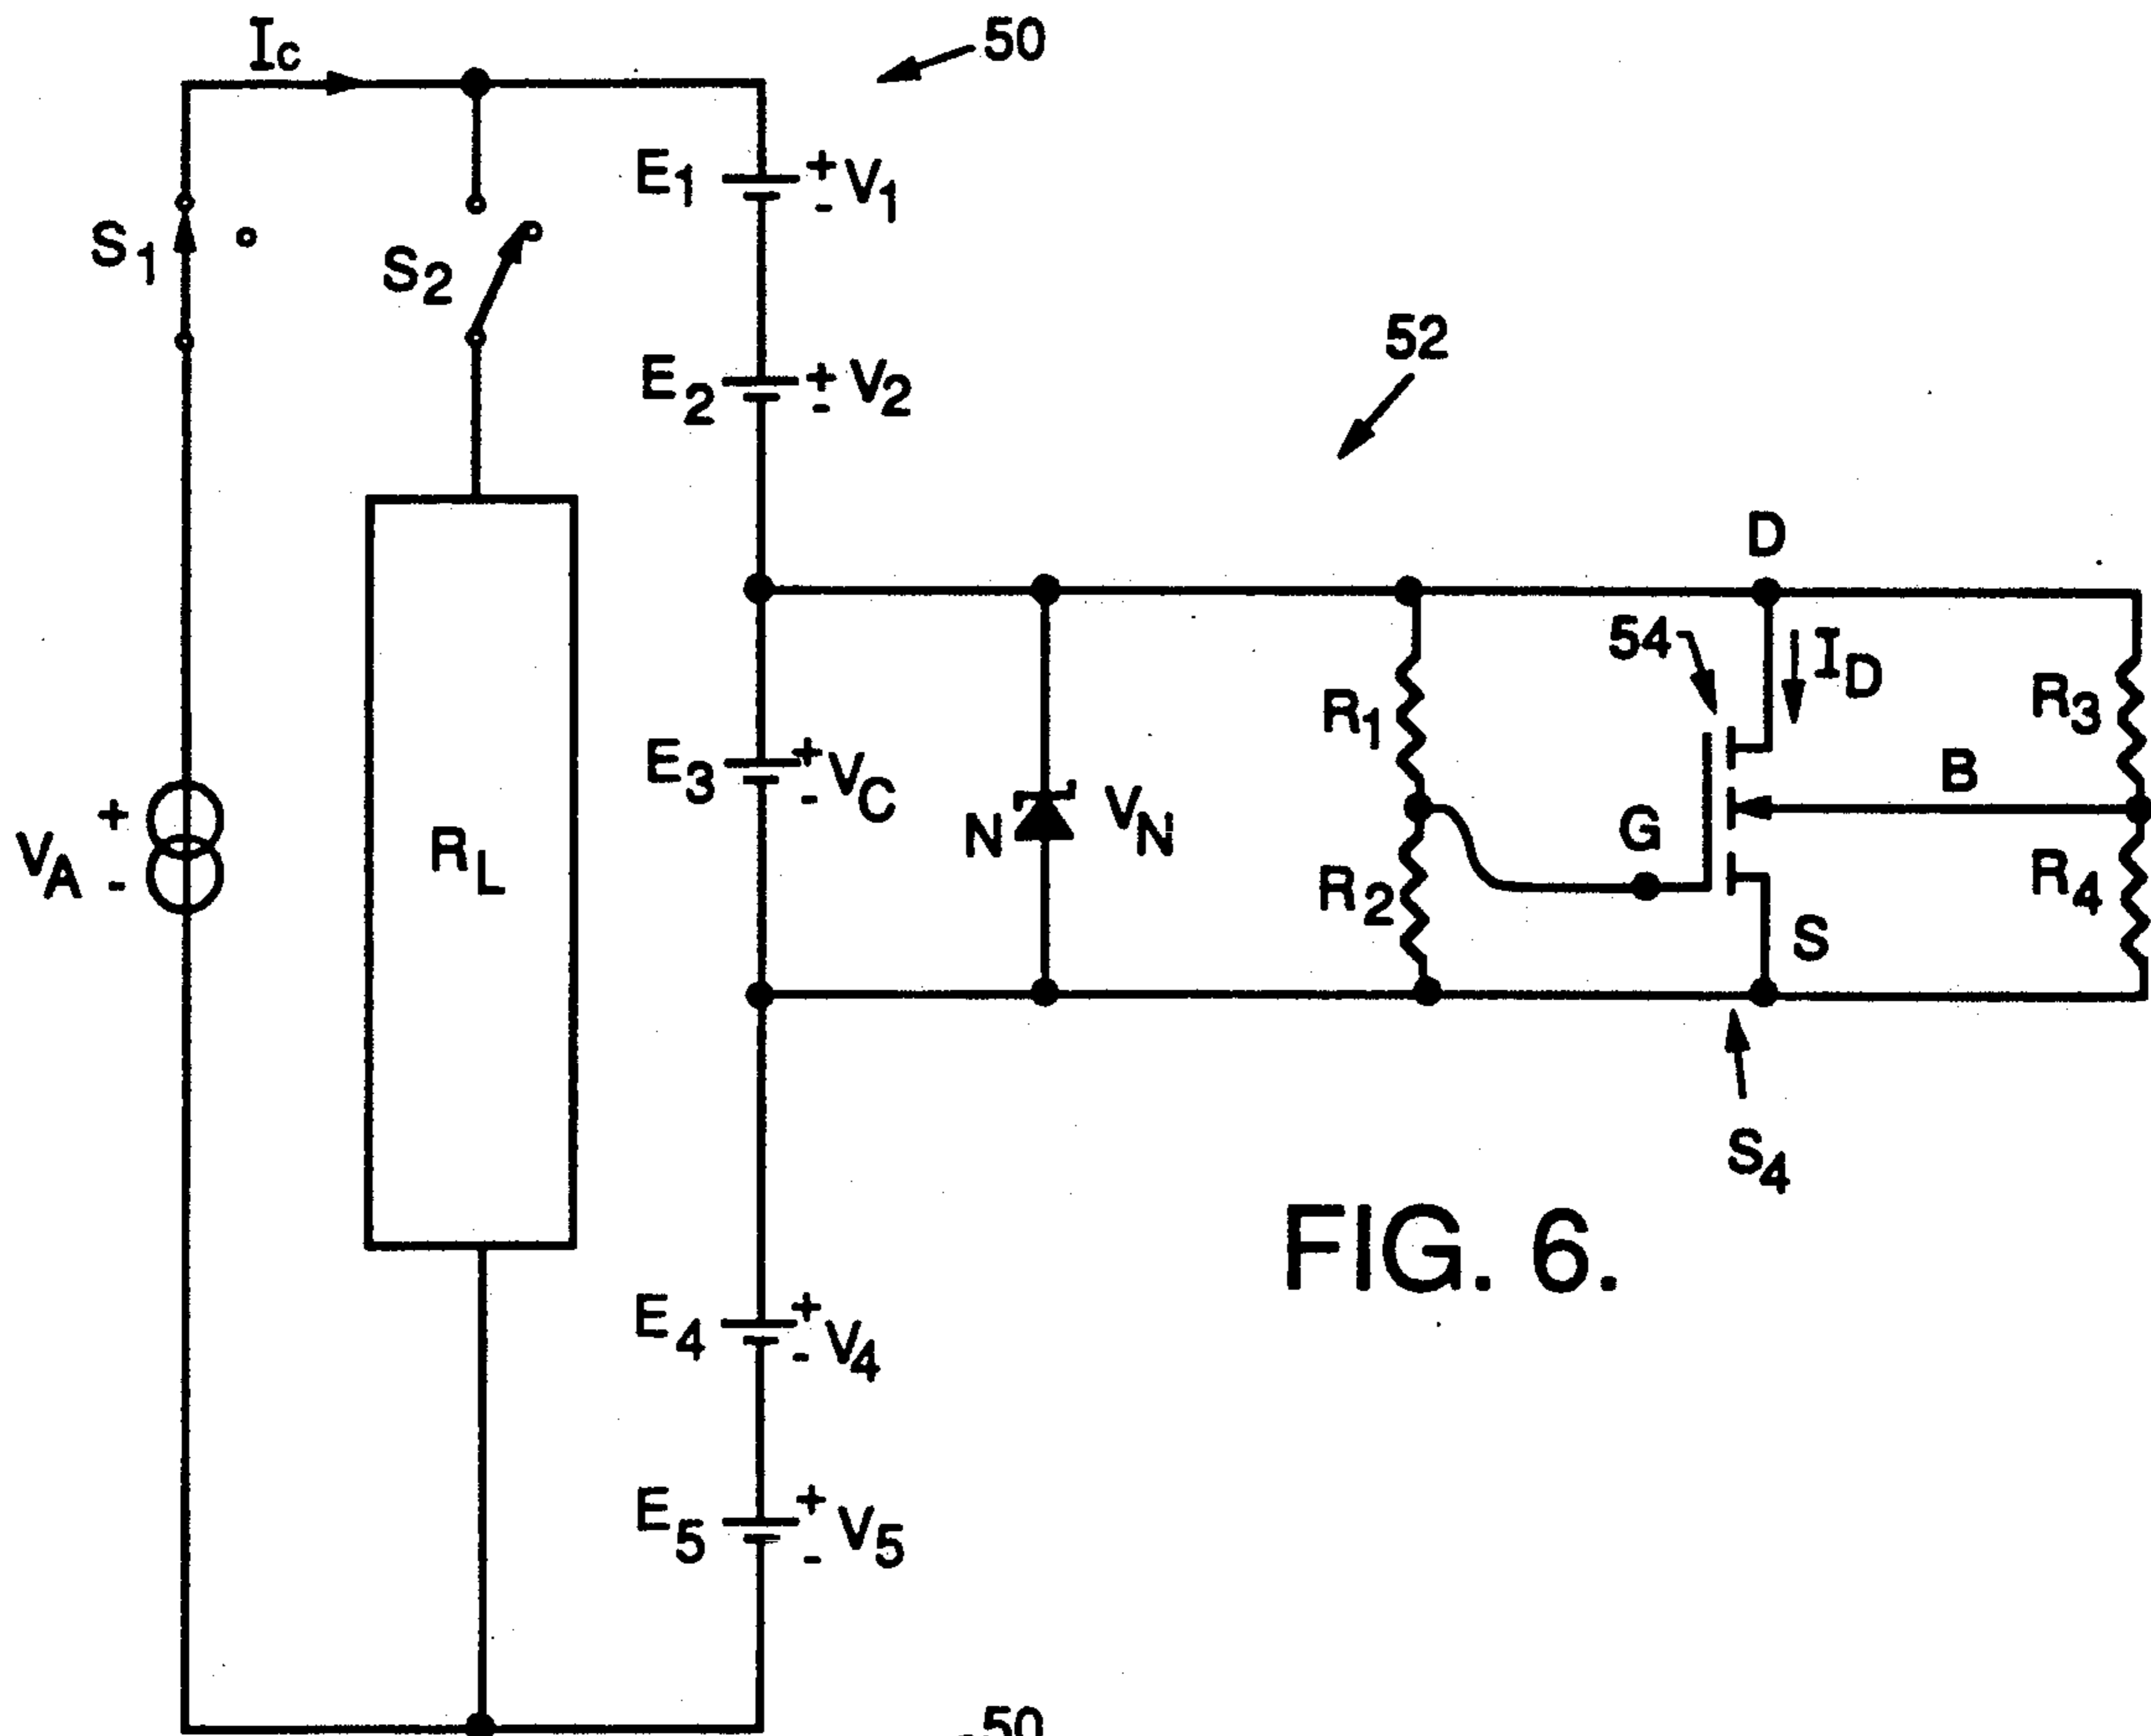 Ic
50
E1
+
V1
-
S1
S2
E2
+
V2
-
52
D
54
ID
R3
R1
B
E3
+
VC
-
N
VN
G
+
VA
-
RL
R2
R4
S
S4
FIG. 6.
E4
+
V4
-
E5
+
V5
-
50